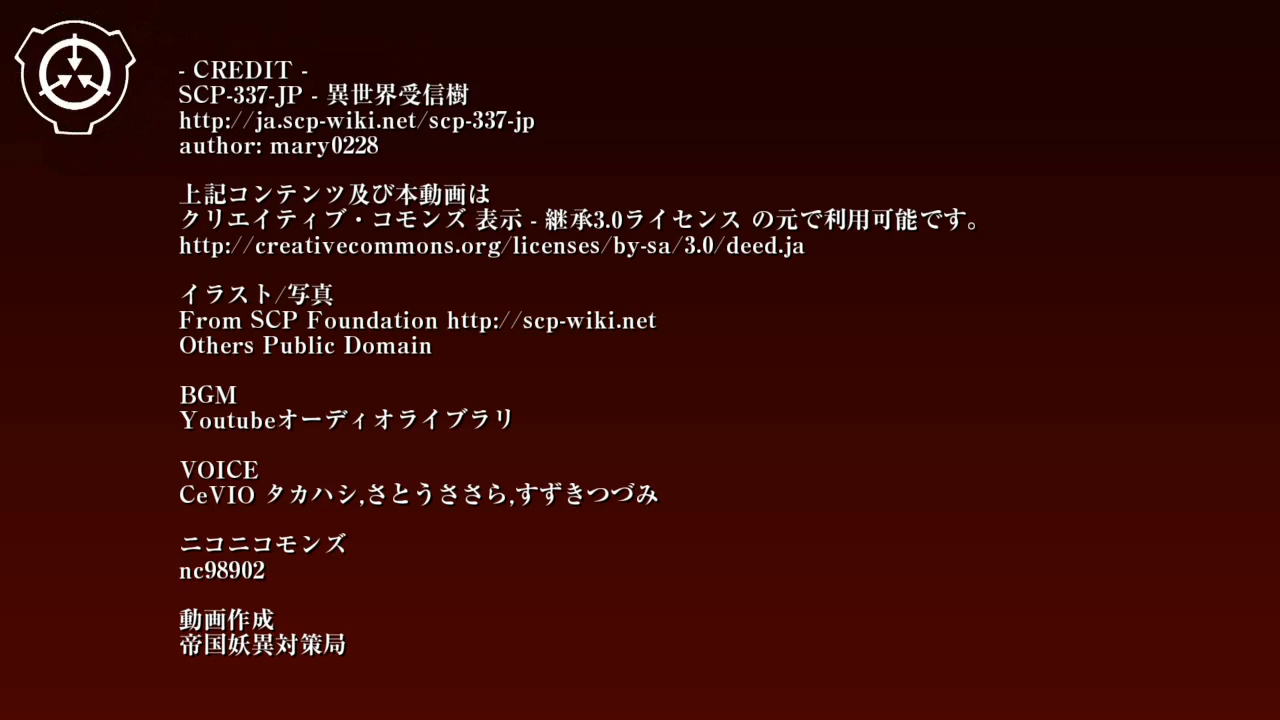 - CREDIT -
SCP-337-JP - 異世界受信樹
http://ja.scp-wiki.net/scp-337-jp
author: mary0228
上記コンテンツ及び本動画は
クリエイティブ・コモンズ 表示 - 継承3.0ライセンス の元で利用可能です。
http://creativecommons.org/licenses/by-sa/3.0/deed.ja
イラスト/写真
From SCP Foundation http://scp-wiki.net
Others Public Domain
BGM
Youtubeオーディオライブラリ
VOICE
CeVIO タカハシ,さとうささら,すずきつづみ
ニコニコモンズ
nc98902
動画作成
帝国妖異対策局